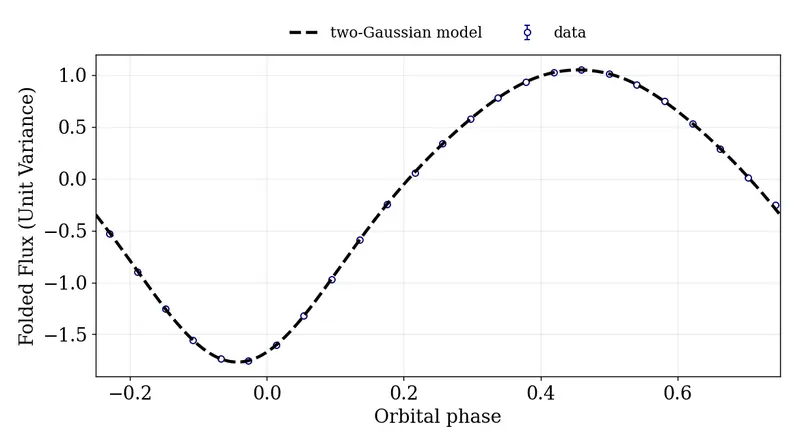 two-Gaussian model
data
Folded Flux (Unit Variance)
1.0
0.5
0.0
−0.5
−1.0
−1.5
−0.2
0.0
0.2
0.4
0.6
Orbital phase